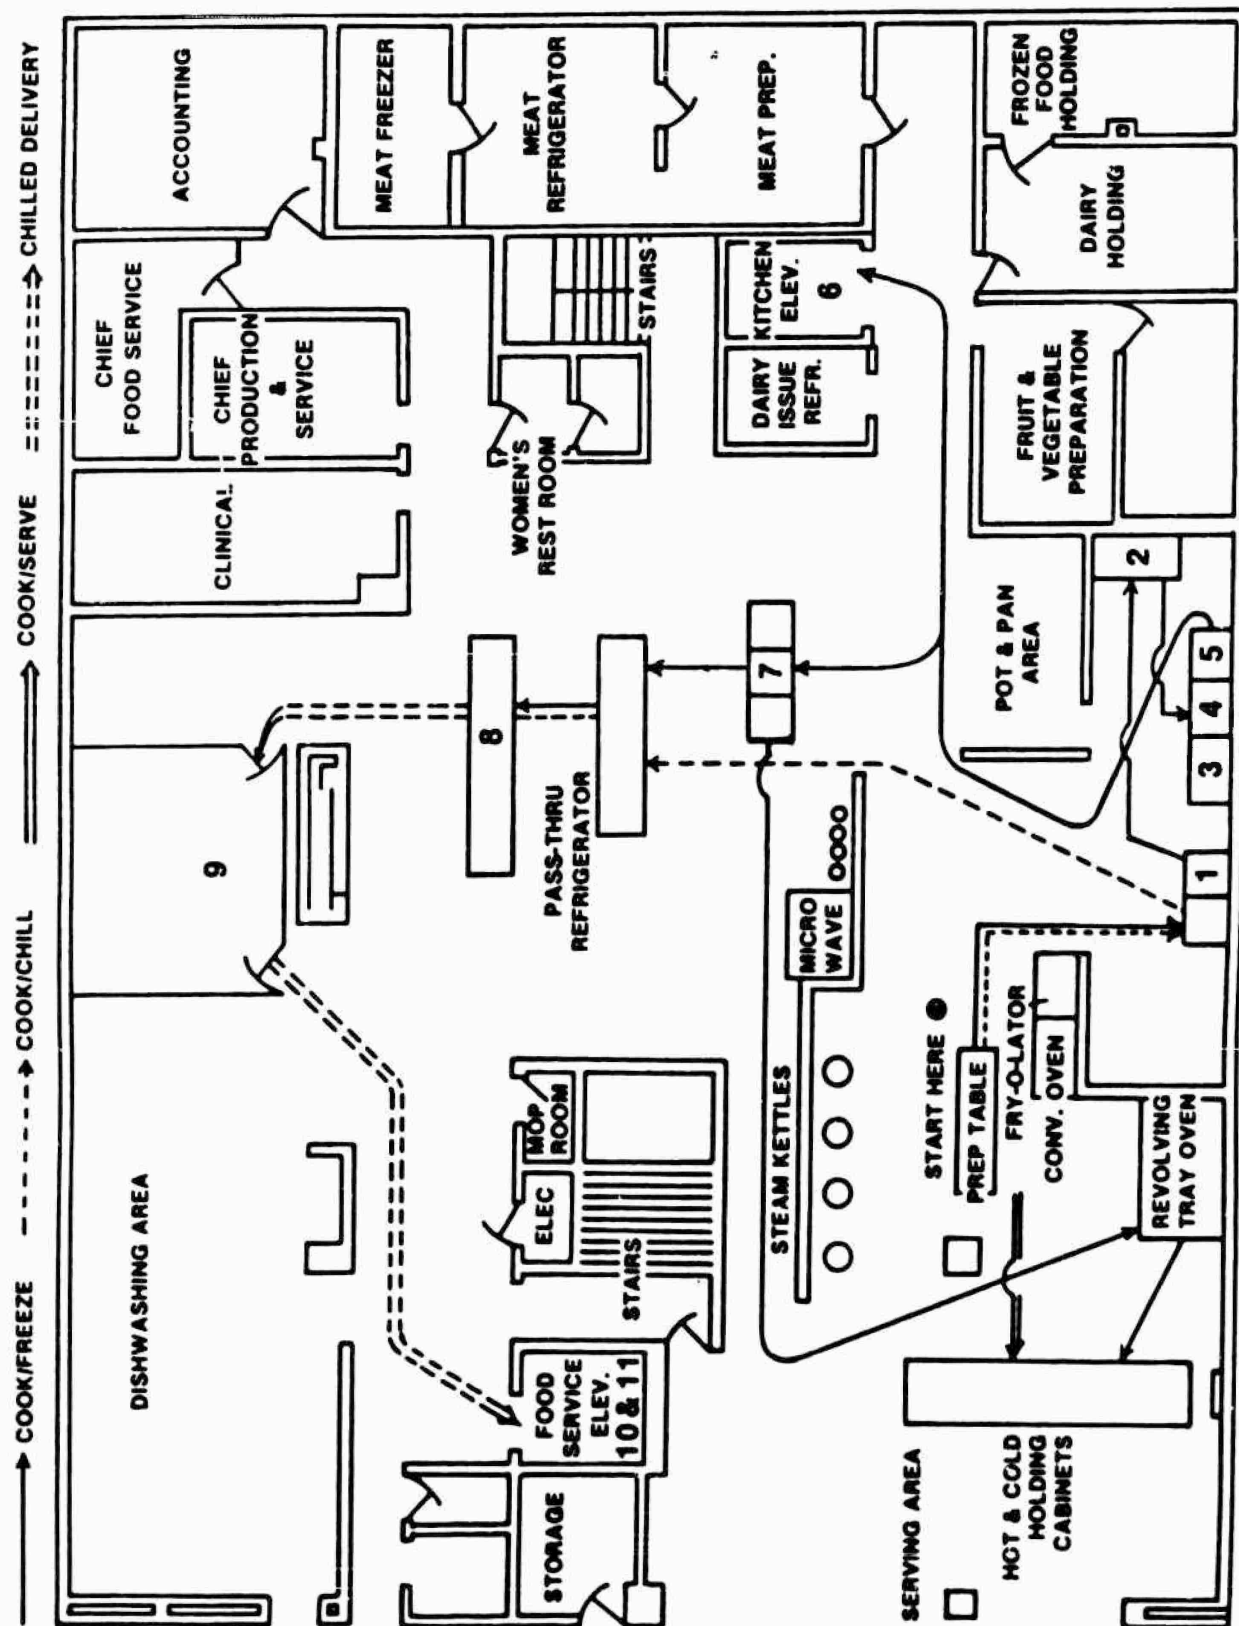 COOK/FREEZE
COOK/CHILL
COOK/SERVE
CHILLED DELIVERY
DISHWASHING AREA
9
CLINICAL
CHIEF
FOOD SERVICE
CHIEF
PRODUCTION
&
SERVICE
ACCOUNTING
MEAT FREEZER
MEAT
REFRIGERATOR
MEAT PREP.
STORAGE
FOOD
SERVICE
ELEV.
10 & 11
ELEC
MOP
ROOM
STAIRS
8
PASS-THRU
REFRIGERATOR
WOMEN'S
REST ROOM
STAIRS
7
DAIRY
ISSUE
REFR.
KITCHEN
ELEV.
6
STEAM KETTLES
MICRO
WAVE
SERVING AREA
HOT & COLD
HOLDING
CABINETS
START HERE
PREP TABLE
FRY-O-LATOR
CONV. OVEN
REVOLVING
TRAY OVEN
POT & PAN
AREA
FRUIT &
VEGETABLE
PREPARATION
DAIRY
HOLDING
FROZEN
FOOD
HOLDING
1
3
4
5
2